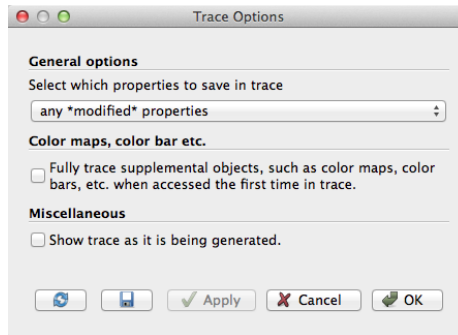 Trace Options
General options
Select which properties to save in trace
any *modified* properties
Color maps, color bar etc.
Fully trace supplemental objects, such as color maps, color
bars, etc. when accessed the first time in trace.
Miscellaneous
Show trace as it is being generated.
Apply Cancel OK